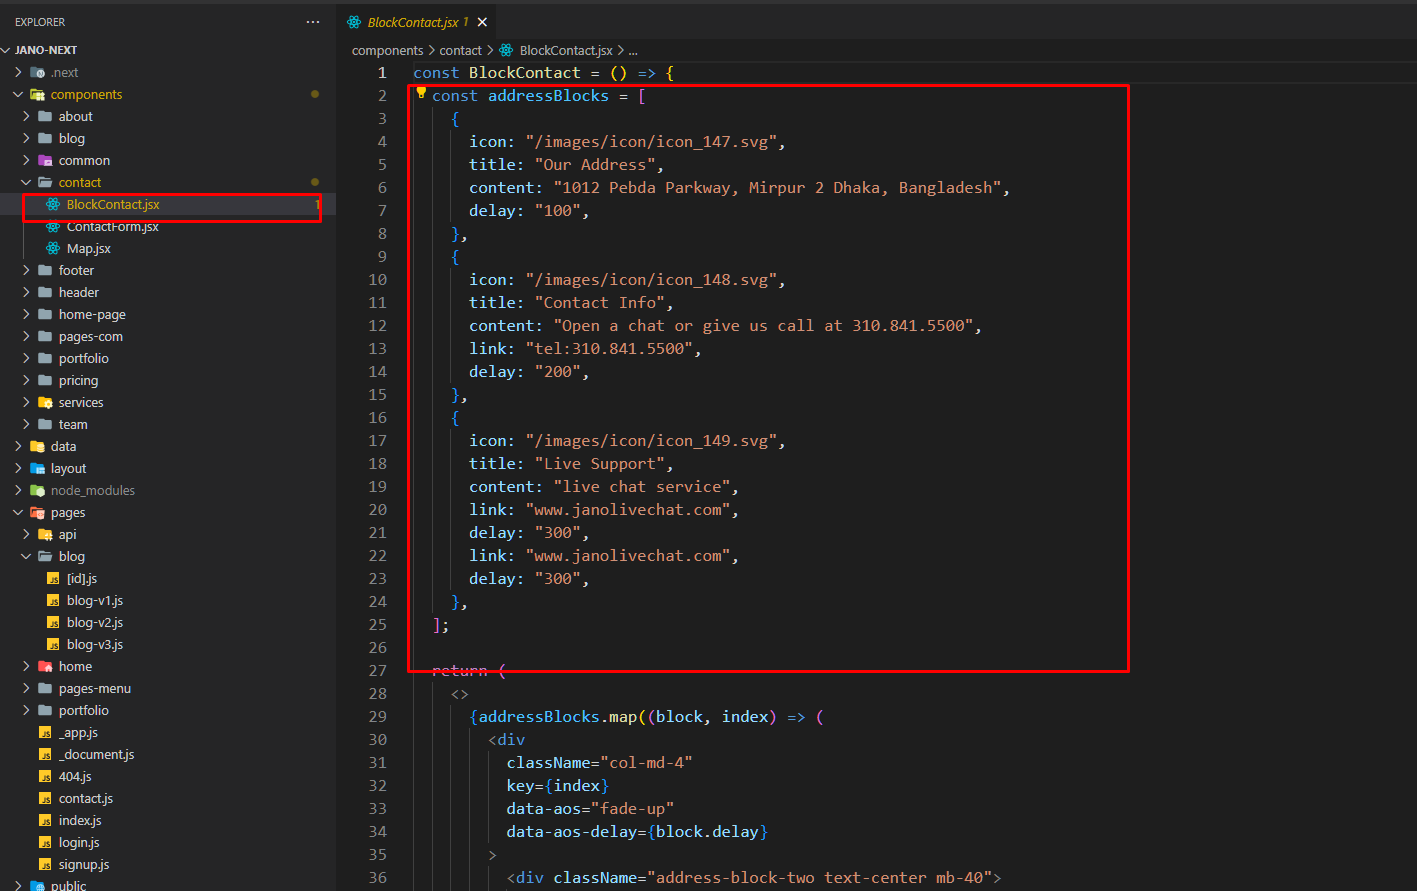 EXPLORER
JANO-NEXT
.next
components
about
blog
common
contact
BlockContact.jsx 1
ContactForm.jsx
Map.jsx
footer
header
home-page
pages-com
portfolio
pricing
services
team
data
layout
node_modules
pages
api
blog
[id].js
blog-v1.js
blog-v2.js
blog-v3.js
home
pages-menu
portfolio
_app.js
_document.js
404.js
contact.js
index.js
login.js
signup.js
public
BlockContact.jsx 1
components > contact > BlockContact.jsx > ...
1 const BlockContact = () => {
2 const addressBlocks = [
3 {
4 icon: "/images/icon/icon_147.svg",
5 title: "Our Address",
6 content: "1012 Pebda Parkway, Mirpur 2 Dhaka, Bangladesh",
7 delay: "100",
8 },
9 {
10 icon: "/images/icon/icon_148.svg",
11 title: "Contact Info",
12 content: "Open a chat or give us call at 310.841.5500",
13 link: "tel:310.841.5500",
14 delay: "200",
15 },
16 {
17 icon: "/images/icon/icon_149.svg",
18 title: "Live Support",
19 content: "live chat service",
20 link: "www.janolivechat.com",
21 delay: "300",
22 link: "www.janolivechat.com",
23 delay: "300",
24 },
25 ];
26
27 return (
28 <>
29 {addressBlocks.map((block, index) => (
30 <div
31 className="col-md-4"
32 key={index}
33 data-aos="fade-up"
34 data-aos-delay={block.delay}
35 >
36 <div className="address-block-two text-center mb-40">